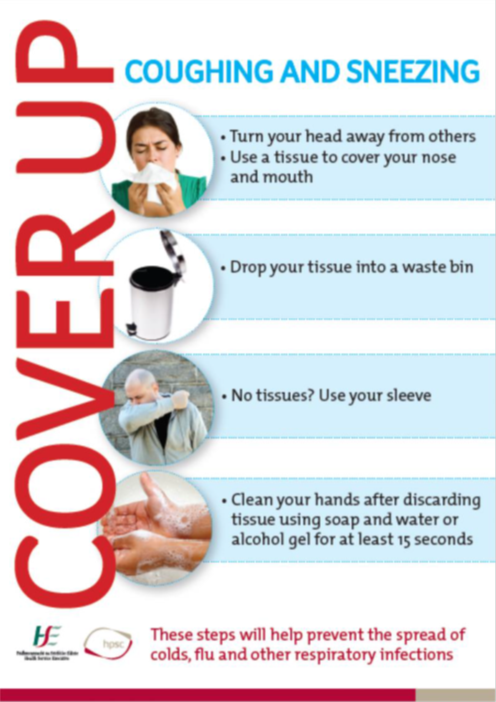 COVER UP
COUGHING AND SNEEZING
• Turn your head away from others
• Use a tissue to cover your nose
and mouth
• Drop your tissue into a waste bin
• No tissues? Use your sleeve
• Clean your hands after discarding
tissue using soap and water or
alcohol gel for at least 15 seconds
hpsc
These steps will help prevent the spread of
colds, flu and other respiratory infections